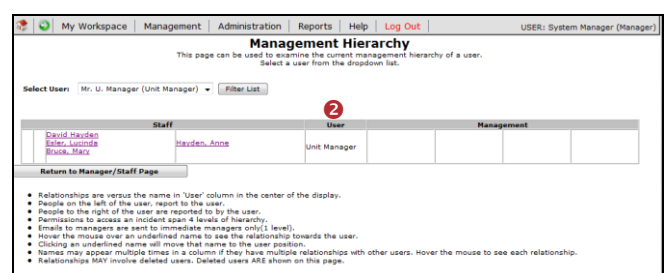 My Workspace Management Administration Reports Help Log Out USER: System Manager (Manager)
Management Hierarchy
This page can be used to examine the current management hierarchy of a user.
Select a user from the dropdown list.
Select User: Mr. U. Manager (Unit Manager) Filter List
2
Staff User Management
David Hayden
Esler, Lucinda Hayden, Anne
Bruce, Mary
Unit Manager
Return to Manager/Staff Page
• Relationships are versus the name in 'User' column in the center of the display.
• People on the left of the user, report to the user.
• People to the right of the user are reported to by the user.
• Permissions to access an incident span 4 levels of hierarchy.
• Emails to managers are sent to immediate managers only(1 level).
• Hover the mouse over an underlined name to see the relationship towards the user.
• Clicking an underlined name will move that name to the user position.
• Names may appear multiple times in a column if they have multiple relationships with other users. Hover the mouse to see each relationship.
• Relationships MAY involve deleted users. Deleted users ARE shown on this page.